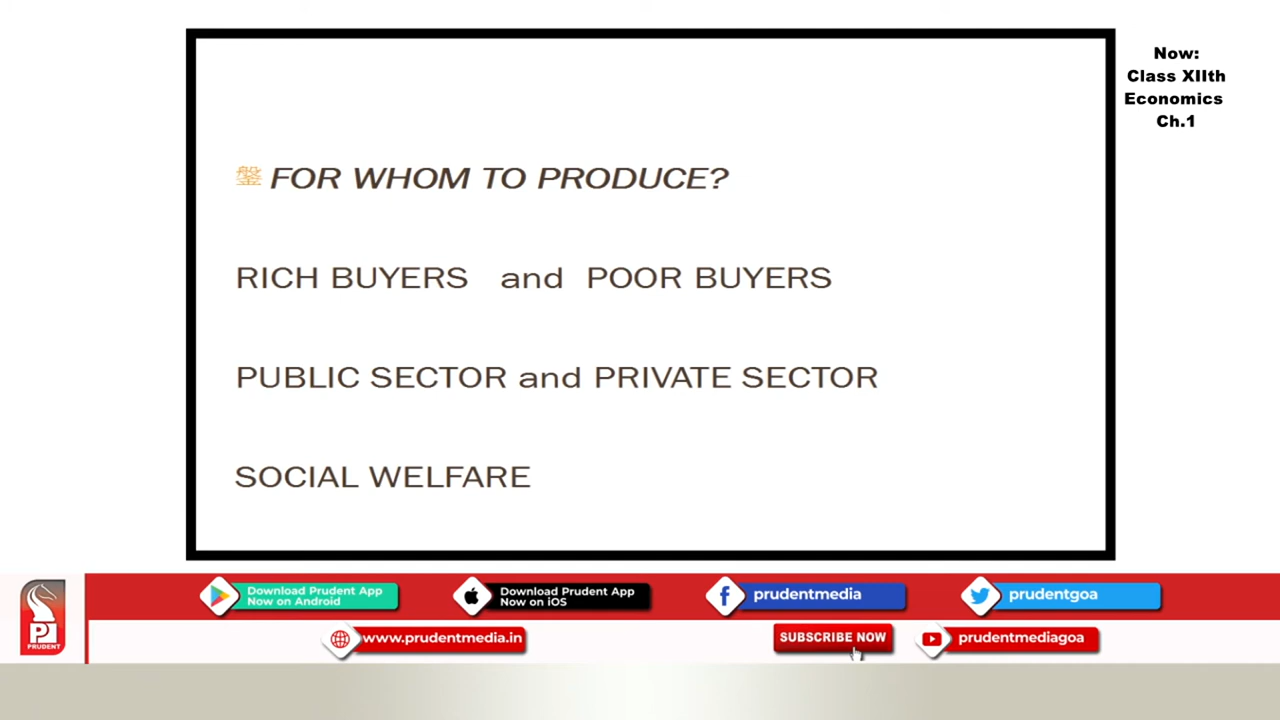 Now:
Class XIIth
Economics
Ch.1
鎜 FOR WHOM TO PRODUCE?
RICH BUYERS and POOR BUYERS
PUBLIC SECTOR and PRIVATE SECTOR
SOCIAL WELFARE
PRUDENT
Download Prudent App
Now on Android
Download Prudent App
Now on iOS
prudentmedia
prudentgoa
www.prudentmedia.in
SUBSCRIBE NOW
prudentmediagoa